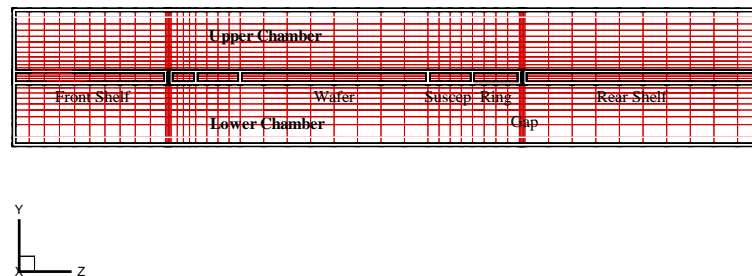 Upper Chamber
Front Shelf
Wafer
Suscep
Ring
Rear Shelf
Lower Chamber
Gap
Y
X
Z